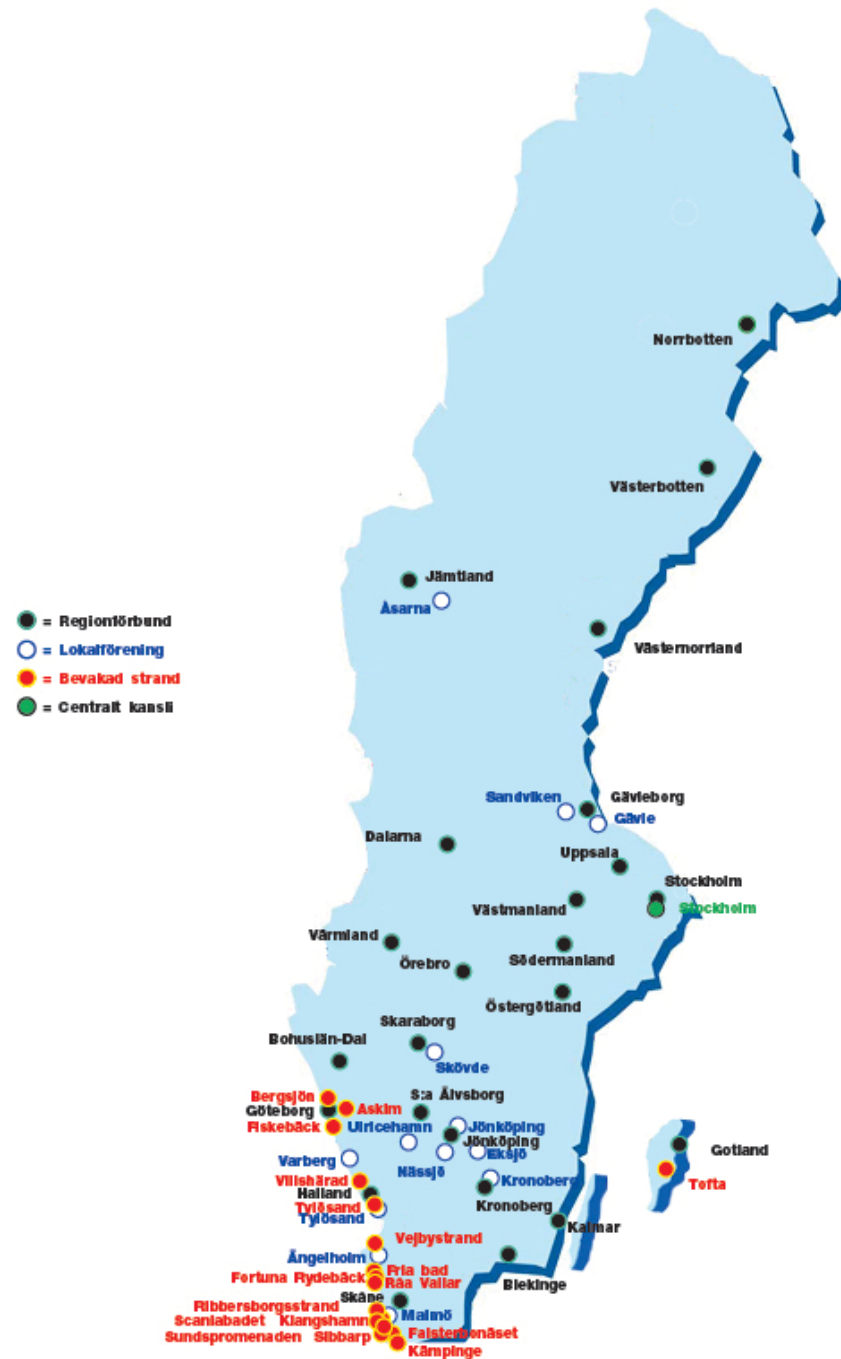 Norrbotten
Västerbotten
Jämtland
Åsarna
= Regionförbund
= Lokalförening
= Bevakad strand
= Centralt kansli
Västernorrland
Sandviken
Gävleborg
Gävle
Dalarna
Uppsala
Stockholm
Västmanland
Stockholm
Värmland
Södermanland
Örebro
Östergötland
Skaraborg
Bohuslän-Dal
Skövde
Bergsjön
S:a Älvsborg
Göteborg
Askim
Fiskebäck
Ulricehamn
Jönköping
Jönköping
Gotland
Varberg
Eksjö
Nässjö
Tofta
Villshärad
Kronoberg
Halland
Kronoberg
Tylösand
Tylösand
Kalmar
Vejbystrand
Ängelholm
Fria bad
Fortuna Rydebäck
Råa Vallar
Blekinge
Skåne
Ribbersborgsstrand
Malmö
Scaniabadet Klangshamn
Sundspromenaden Sibbarp
Falsterbonäset
Kämpinge